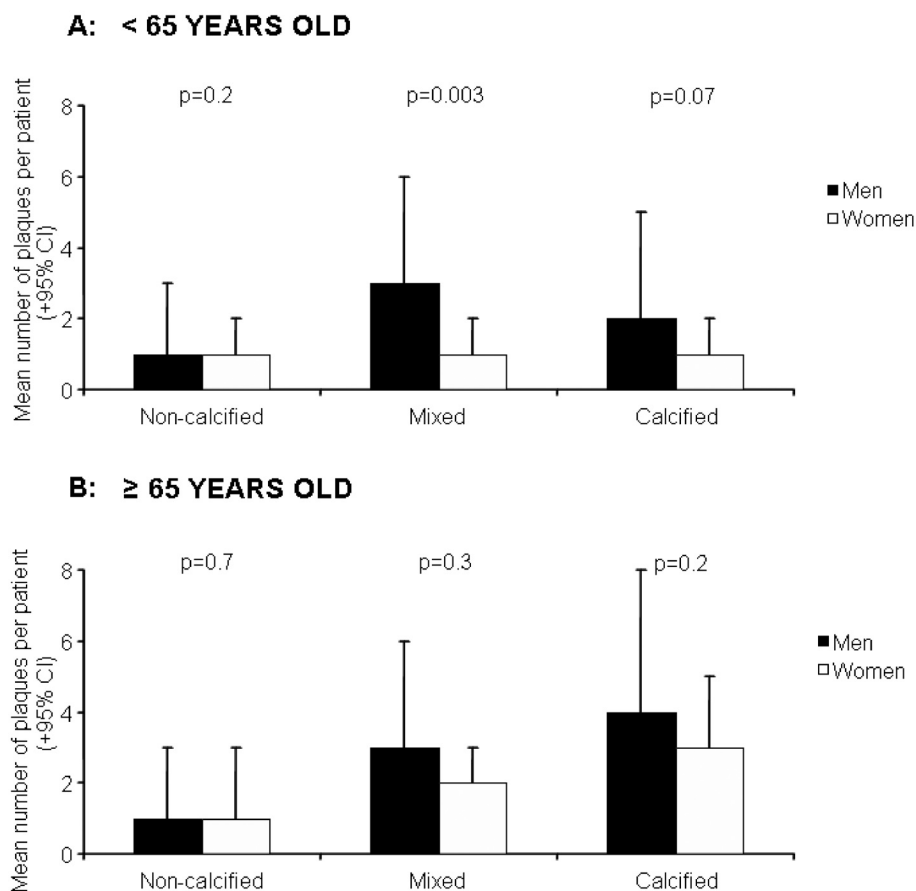 A: < 65 YEARS OLD
p=0.2 p=0.003 p=0.07
Mean number of plaques per patient
(+95% CI)
8
6
4
2
0
Men
Women
Non-calcified Mixed Calcified
B: ≥ 65 YEARS OLD
p=0.7 p=0.3 p=0.2
Mean number of plaques per patient
(+95% CI)
8
6
4
2
0
Men
Women
Non-calcified Mixed Calcified